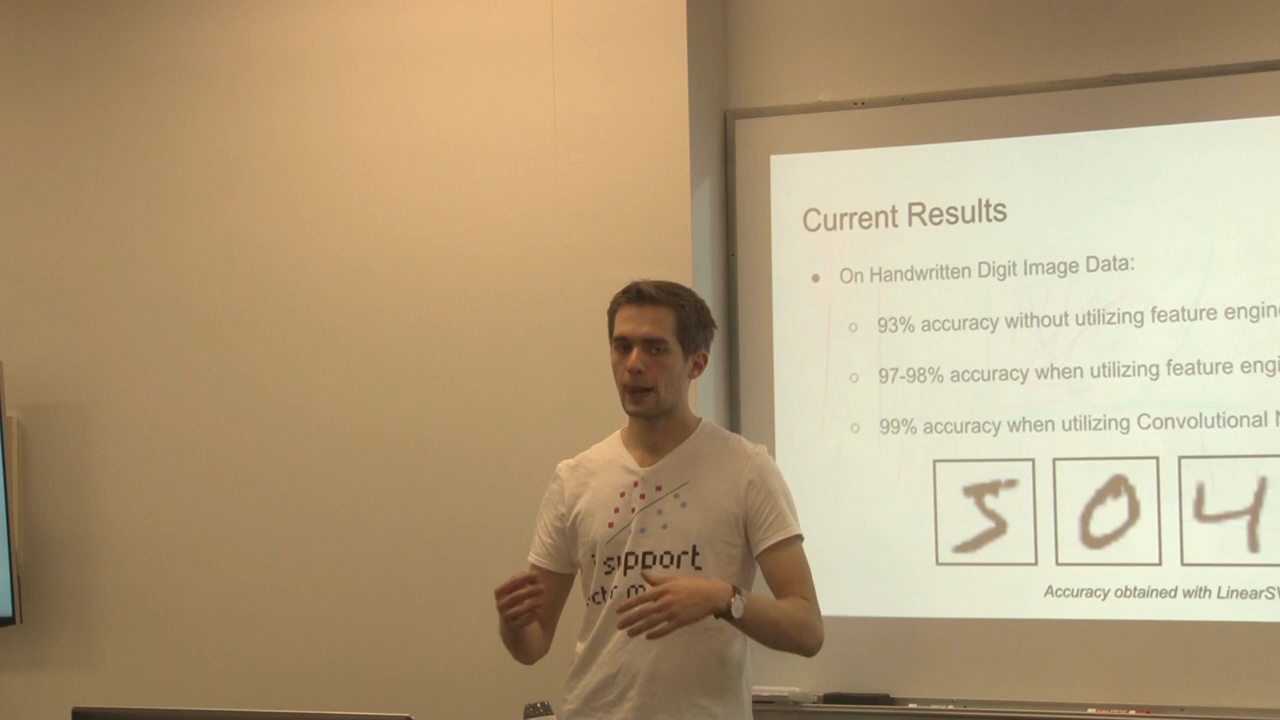 Current Results
● On Handwritten Digit Image Data:
○ 93% accuracy without utilizing feature
○ 97-98% accuracy when utilizing feature
○ 99% accuracy when utilizing Convolutional
5 0 4
Accuracy obtained with
support